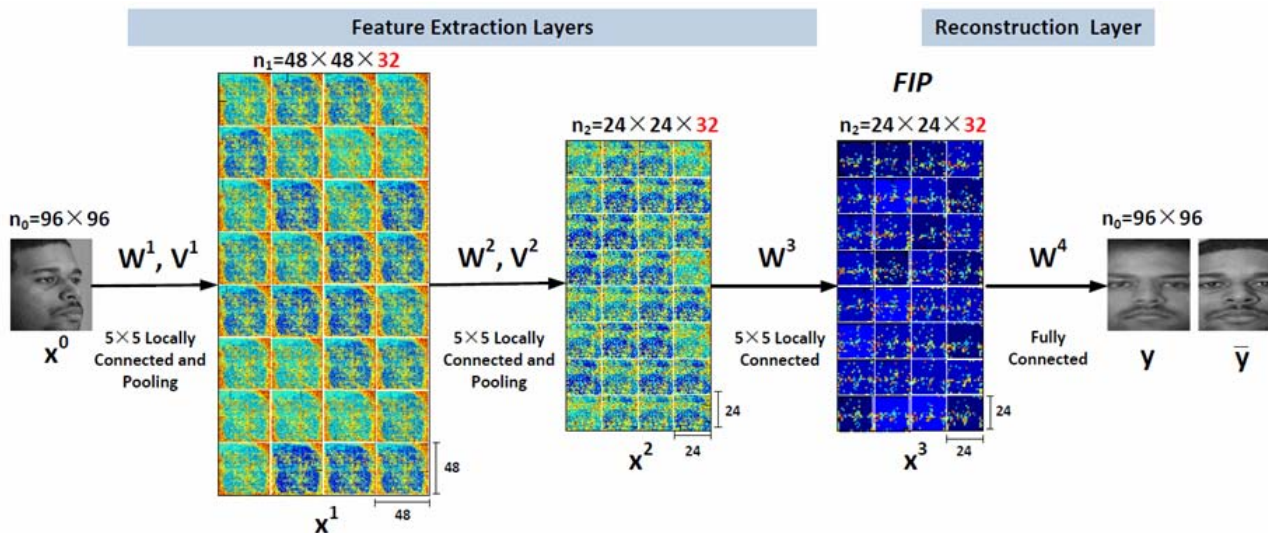 Feature Extraction Layers
Reconstruction Layer
n₁=48×48×32
FIP
n₂=24×24×32
n₂=24×24×32
n₀=96×96
n₀=96×96
W¹, V¹
W², V²
W³
W⁴
5×5 Locally
Connected and
Pooling
5×5 Locally
Connected and
Pooling
5×5 Locally
Connected
Fully
Connected
x⁰
48
48
x¹
24
24
x²
24
24
x³
y
y̅